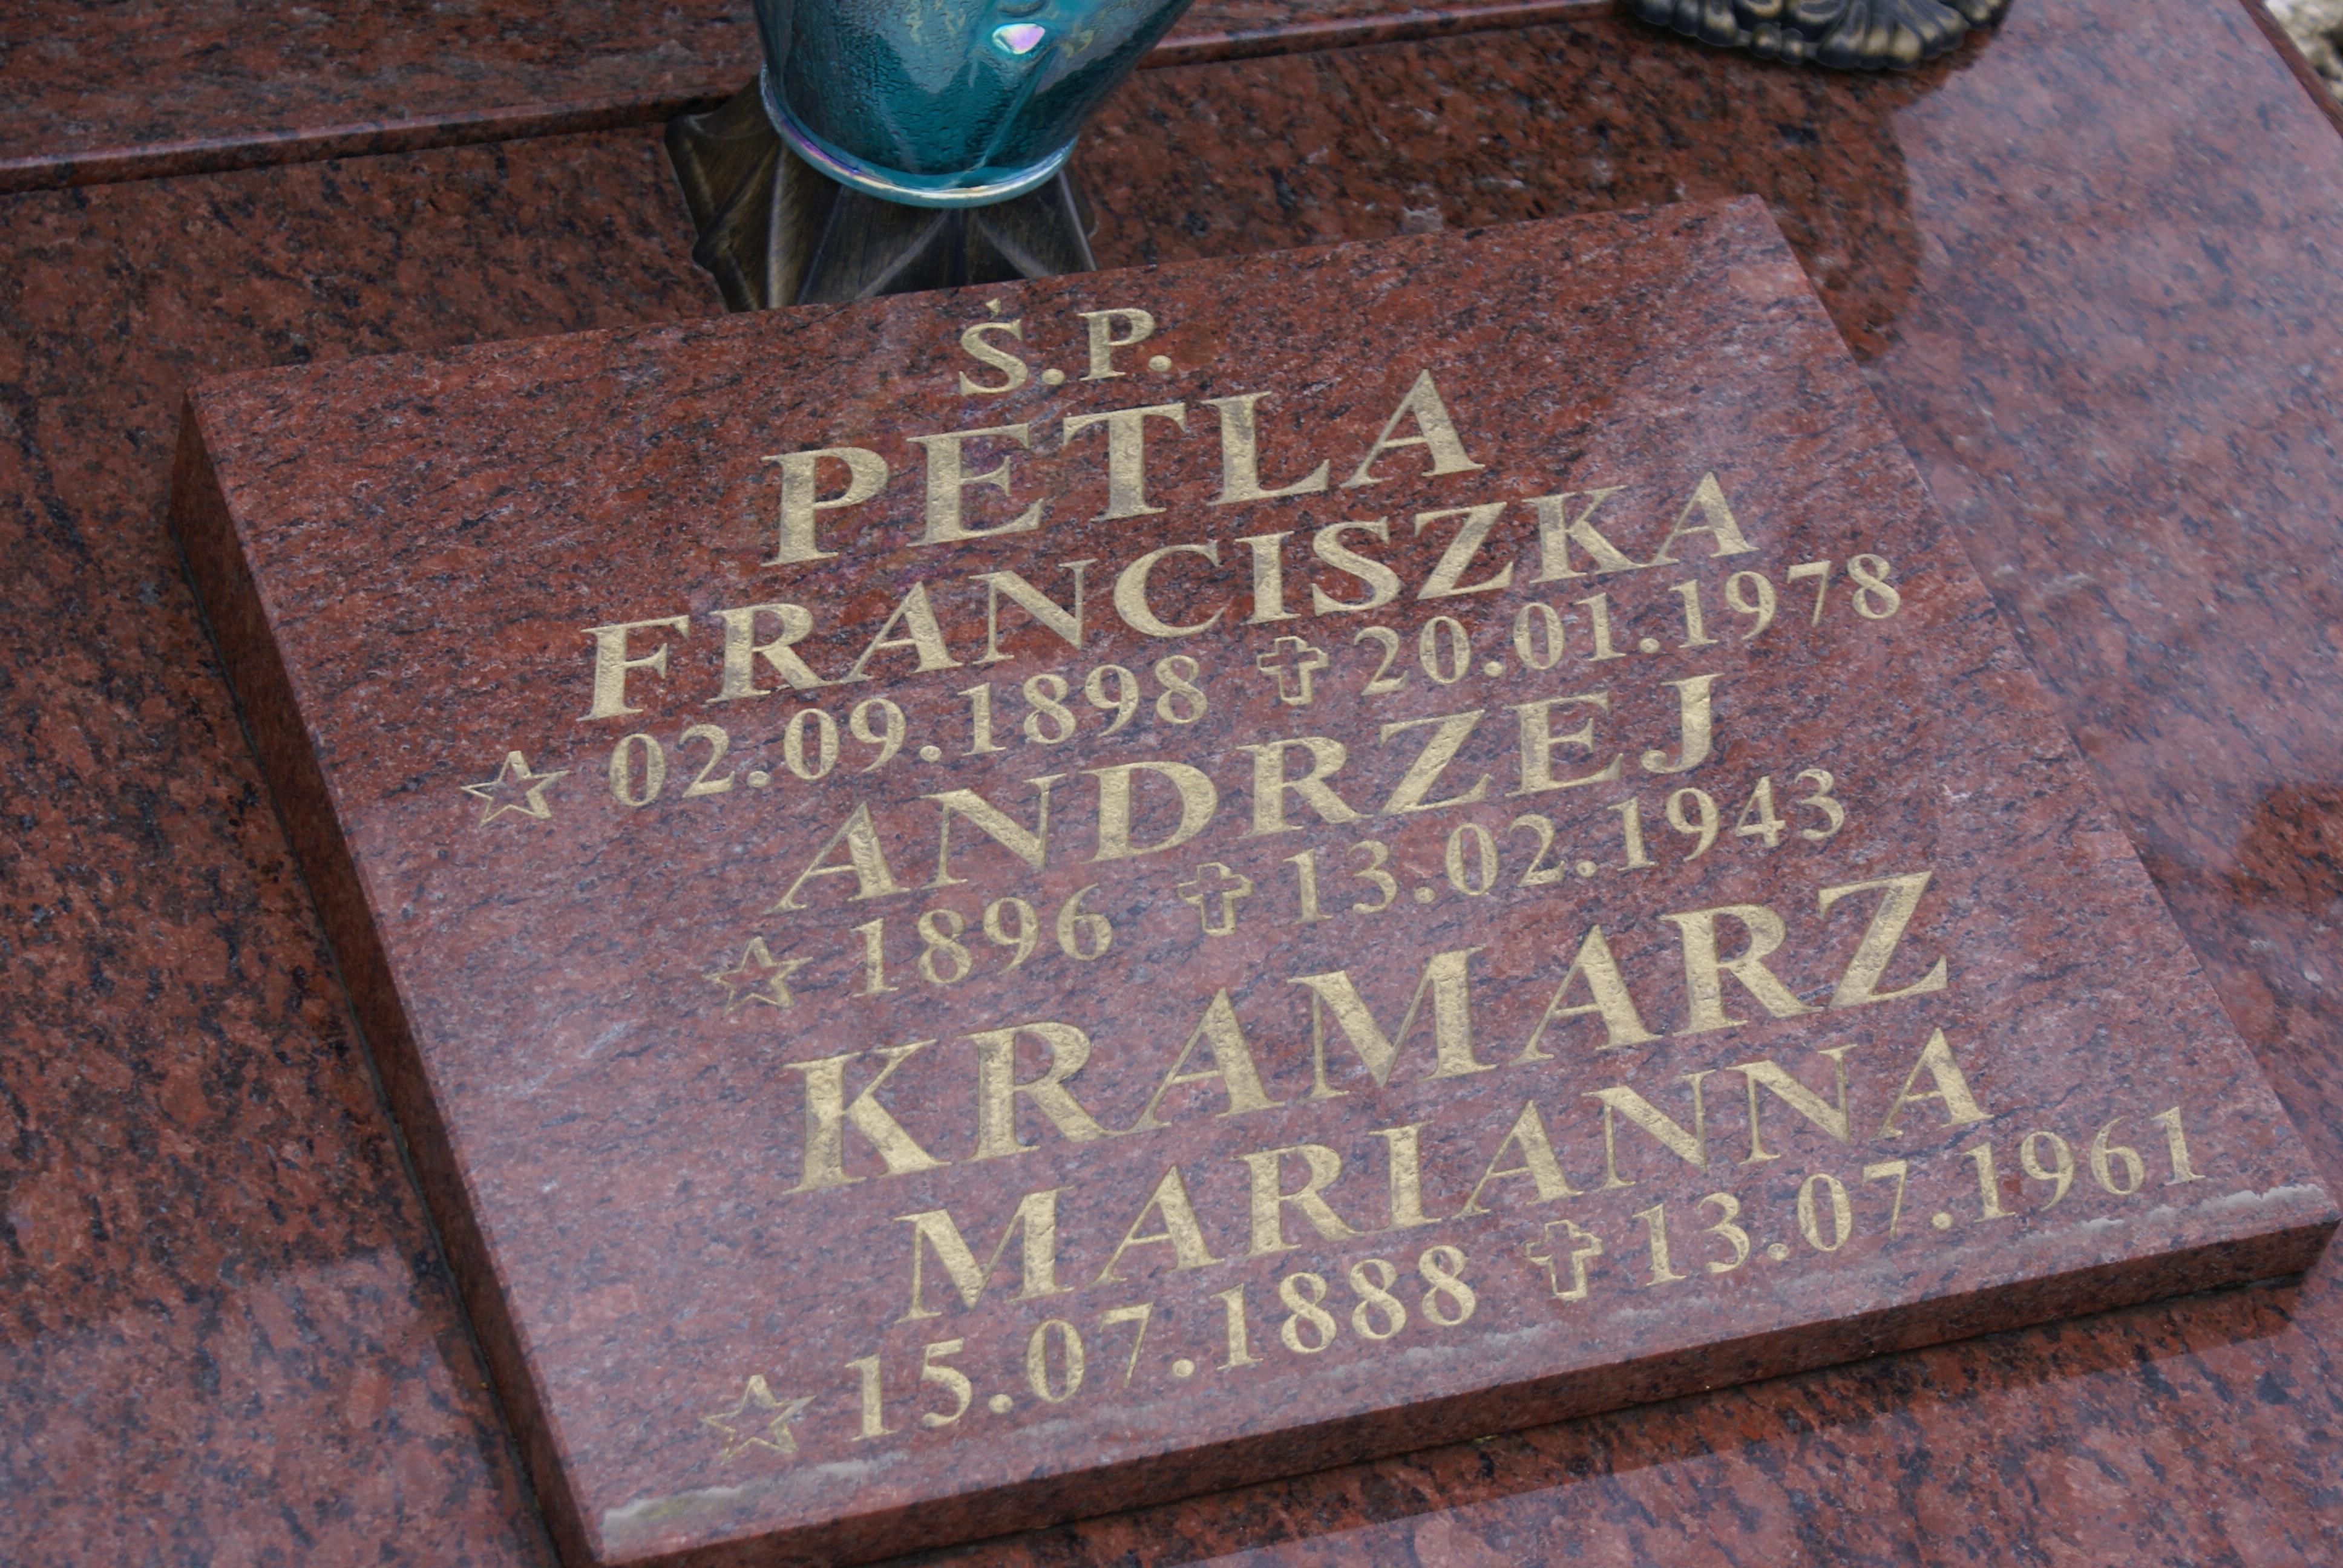 Ś.P.
PETLA
FRANCISZKA
☆ 02.09.1898 ✝ 20.01.1978
ANDRZEJ
☆ 1896 ✝ 13.02.1943
KRAMARZ
MARIANNA
☆ 15.07.1888 ✝ 13.07.1961